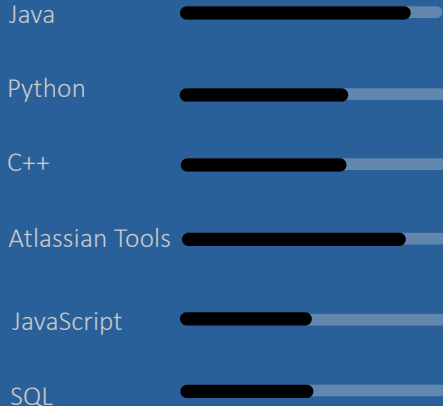 Java
Python
C++
Atlassian Tools
JavaScript
SQL